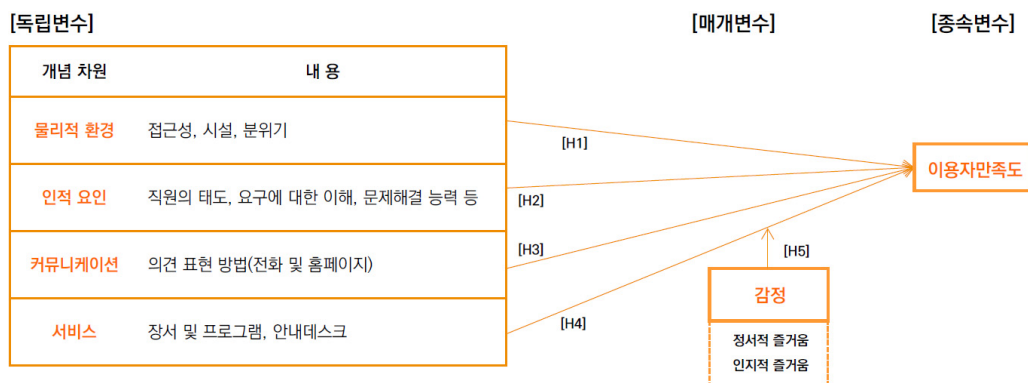 [독립변수]
[매개변수]
[종속변수]
개념 차원
내 용
물리적 환경
접근성, 시설, 분위기
인적 요인
직원의 태도, 요구에 대한 이해, 문제해결 능력 등
커뮤니케이션
의견 표현 방법(전화 및 홈페이지)
서비스
장서 및 프로그램, 안내데스크
[H1]
[H2]
[H3]
[H4]
[H5]
이용자만족도
감정
정서적 즐거움
인지적 즐거움